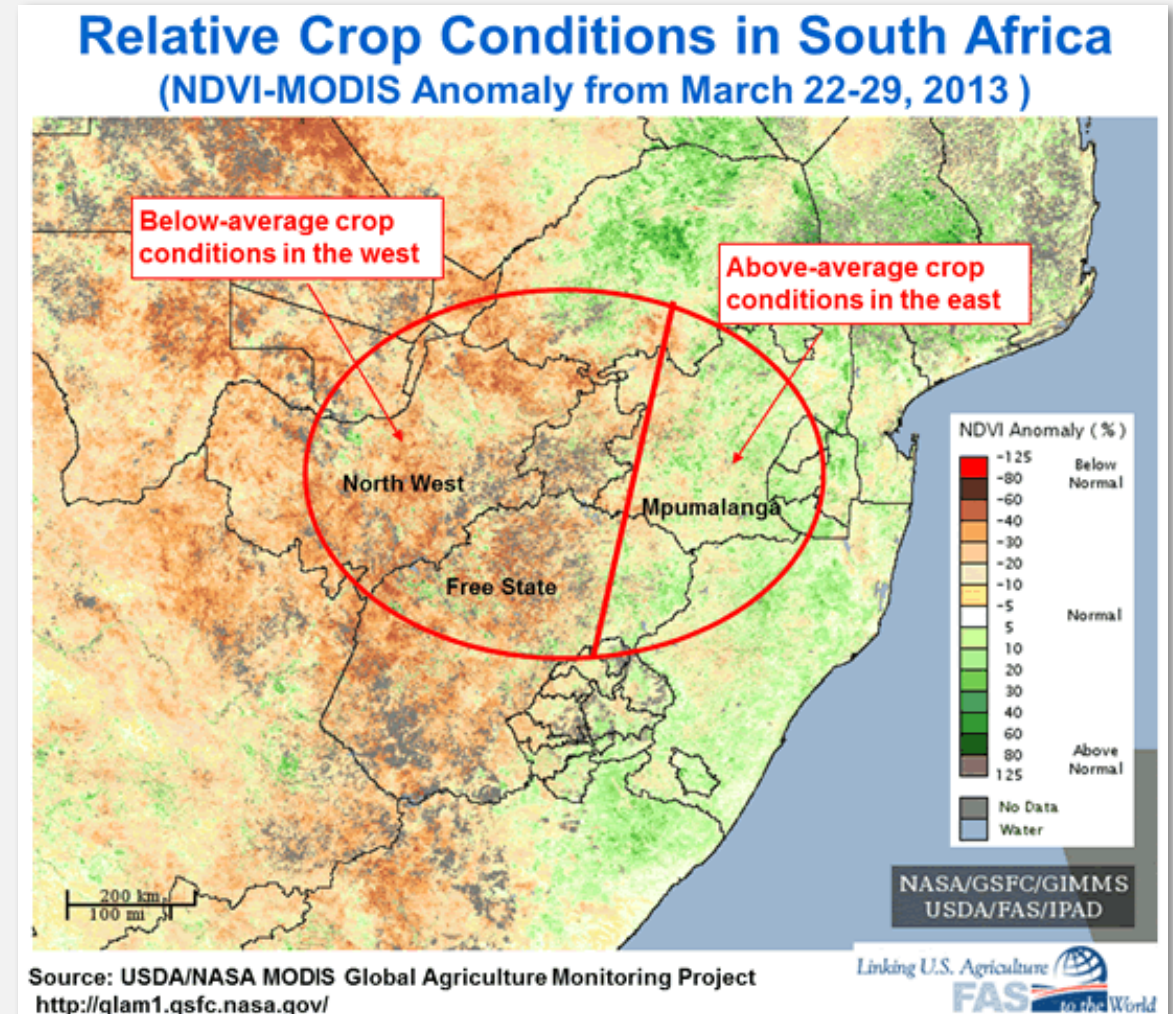 Relative Crop Conditions in South Africa
(NDVI-MODIS Anomaly from March 22-29, 2013 )
Below-average crop
conditions in the west
Above-average crop
conditions in the east
North West
Mpumalanga
Free State
NDVI Anomaly (%)
-125
-80
-60
-40
-30
-20
-10
-5
5
10
20
30
40
60
80
125
Below
Normal
Normal
Above
Normal
No Data
Water
200 km
100 mi
NASA/GSFC/GIMMS
USDA/FAS/IPAD
Source: USDA/NASA MODIS Global Agriculture Monitoring Project
http://glam1.gsfc.nasa.gov/
Linking U.S. Agriculture
FAS to the World